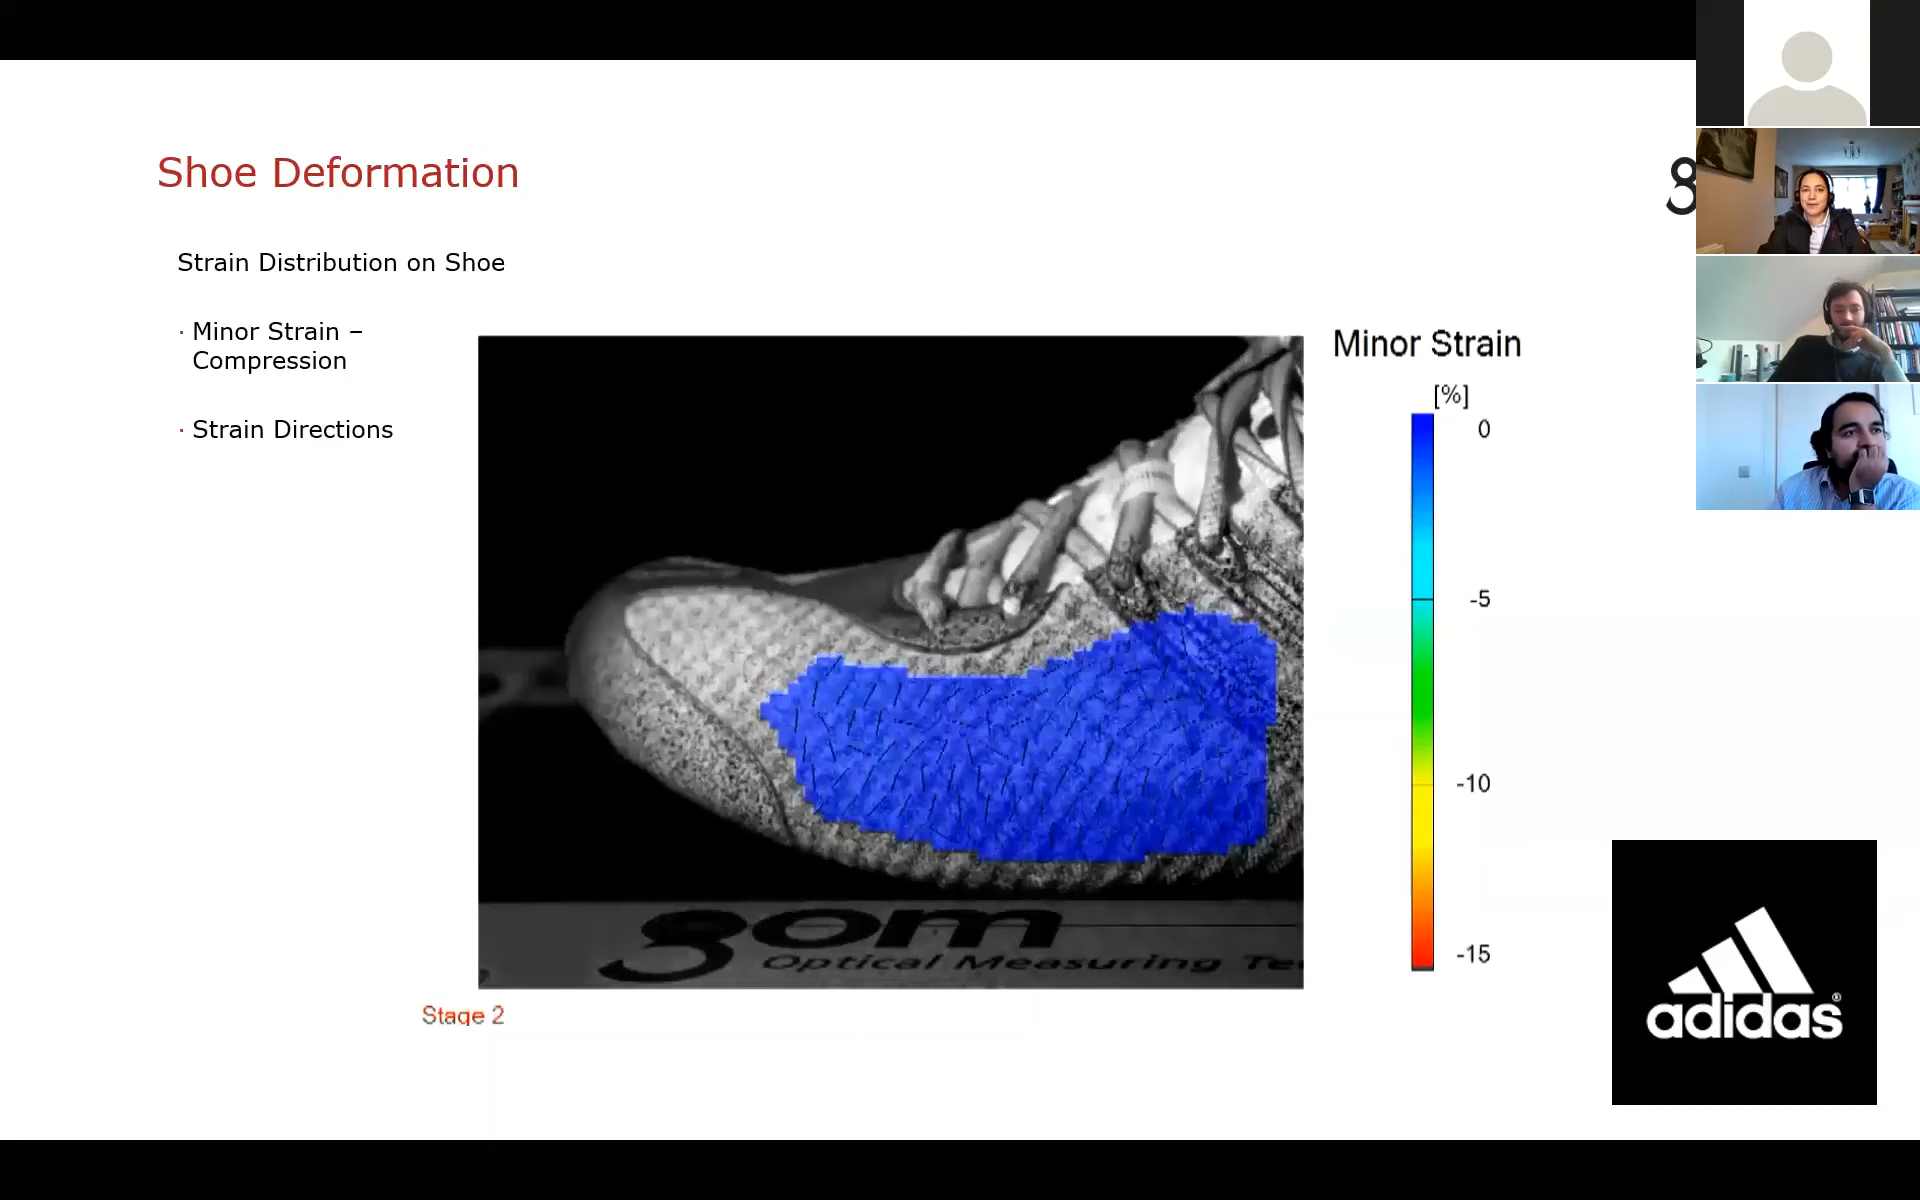 Shoe Deformation
Strain Distribution on Shoe
· Minor Strain –
Compression
· Strain Directions
Minor Strain
[%]
0
-5
-10
-15
gom
Optical Measuring Te
Stage 2
adidas®